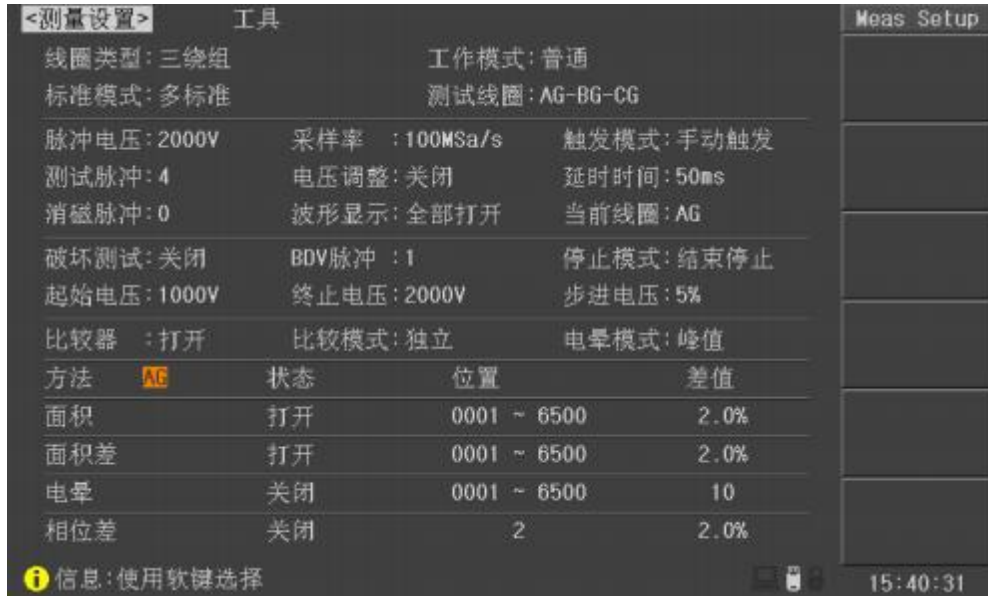 <测量设置> 工具 Meas Setup
线圈类型:三绕组 工作模式:普通
标准模式:多标准 测试线圈:AG-BG-CG
脉冲电压:2000V 采样率 :100MSa/s 触发模式:手动触发
测试脉冲:4 电压调整:关闭 延时时间:50ms
消磁脉冲:0 波形显示:全部打开 当前线圈:AG
破坏测试:关闭 BDV脉冲 :1 停止模式:结束停止
起始电压:1000V 终止电压:2000V 步进电压:5%
比较器 :打开 比较模式:独立 电晕模式:峰值
方法 AG 状态 位置 差值
面积 打开 0001 ~ 6500 2.0%
面积差 打开 0001 ~ 6500 2.0%
电晕 关闭 0001 ~ 6500 10
相位差 关闭 2 2.0%
信息:使用软键选择 15:40:31